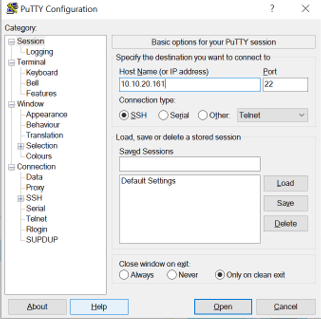 PuTTY Configuration
?
X
Category:
Session
Logging
Terminal
Keyboard
Bell
Features
Window
Appearance
Behaviour
Translation
Selection
Colours
Connection
Data
Proxy
SSH
Serial
Telnet
Rlogin
SUPDUP
Basic options for your PuTTY session
Specify the destination you want to connect to
Host Name (or IP address)
Port
10.10.20.161
22
Connection type:
SSH
Serial
Other:
Telnet
Load, save or delete a stored session
Saved Sessions
Default Settings
Load
Save
Delete
Close window on exit:
Always
Never
Only on clean exit
About
Help
Open
Cancel